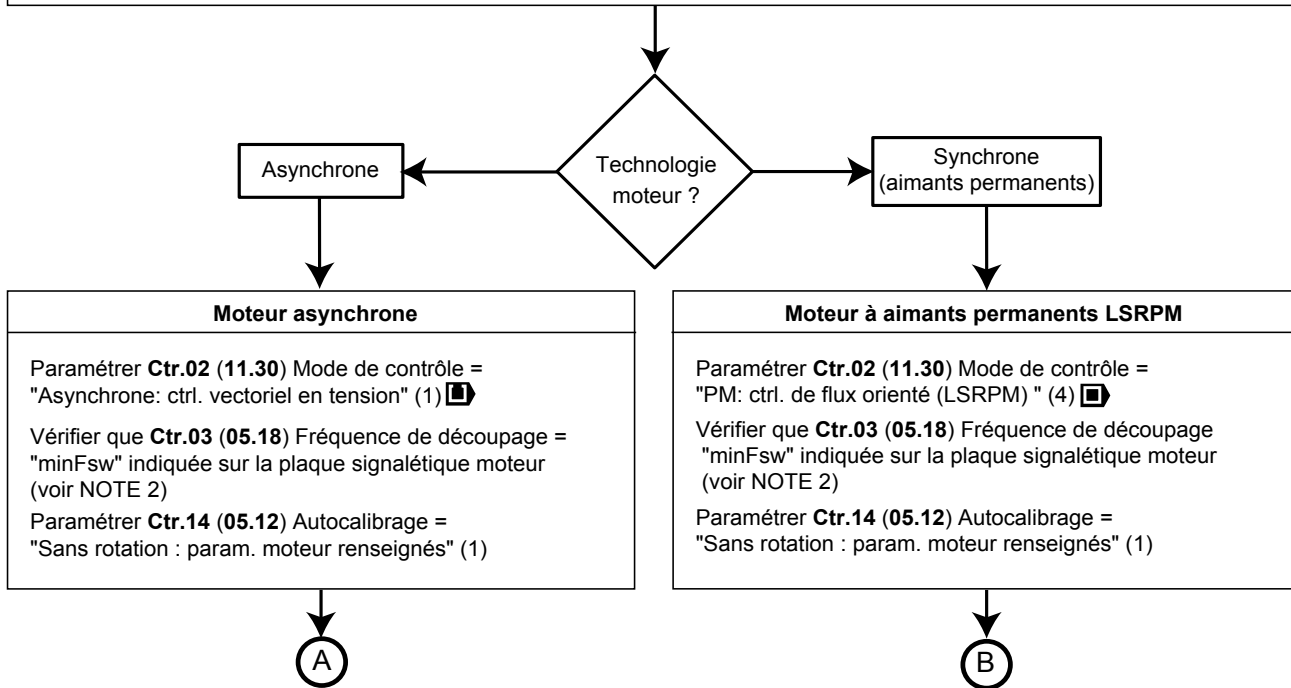 Technologie
moteur ?
Asynchrone
Synchrone
(aimants permanents)
Moteur asynchrone
Paramétrer Ctr.02 (11.30) Mode de contrôle =
"Asynchrone: ctrl. vectoriel en tension" (1)
Vérifier que Ctr.03 (05.18) Fréquence de découpage =
"minFsw" indiquée sur la plaque signalétique moteur
(voir NOTE 2)
Paramétrer Ctr.14 (05.12) Autocalibrage =
"Sans rotation : param. moteur renseignés" (1)
A
Moteur à aimants permanents LSRPM
Paramétrer Ctr.02 (11.30) Mode de contrôle =
"PM: ctrl. de flux orienté (LSRPM) " (4)
Vérifier que Ctr.03 (05.18) Fréquence de découpage
"minFsw" indiquée sur la plaque signalétique moteur
(voir NOTE 2)
Paramétrer Ctr.14 (05.12) Autocalibrage =
"Sans rotation : param. moteur renseignés" (1)
B